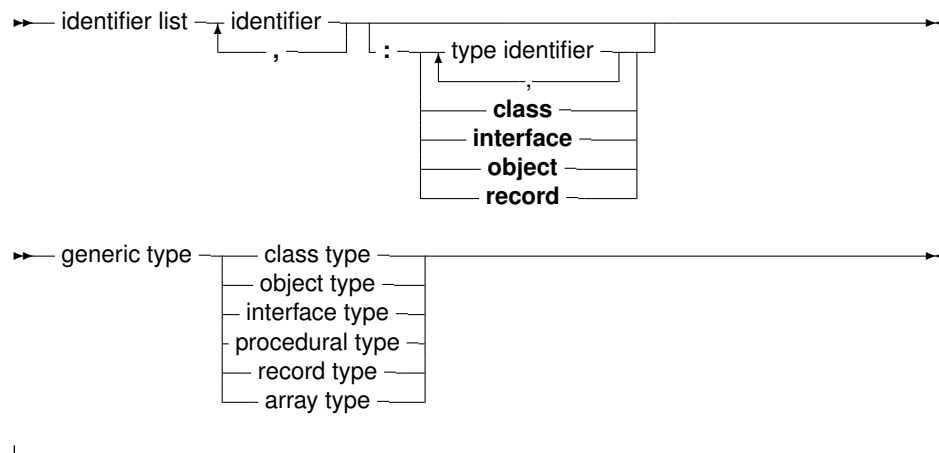 identifier list identifier
, : type identifier
,
class
interface
object
record
generic type class type
object type
interface type
procedural type
record type
array type